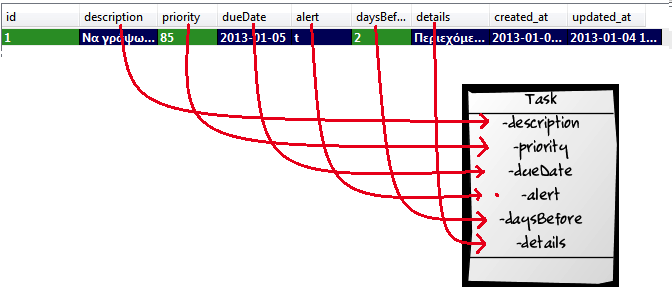 id description priority dueDate alert daysBef... details created_at updated_at
1 Να γράψω... 85 2013-01-05 t 2 Περιεχόμε... 2013-01-0... 2013-01-04 1...
Task
-description
-priority
-dueDate
-alert
-daysBefore
-details